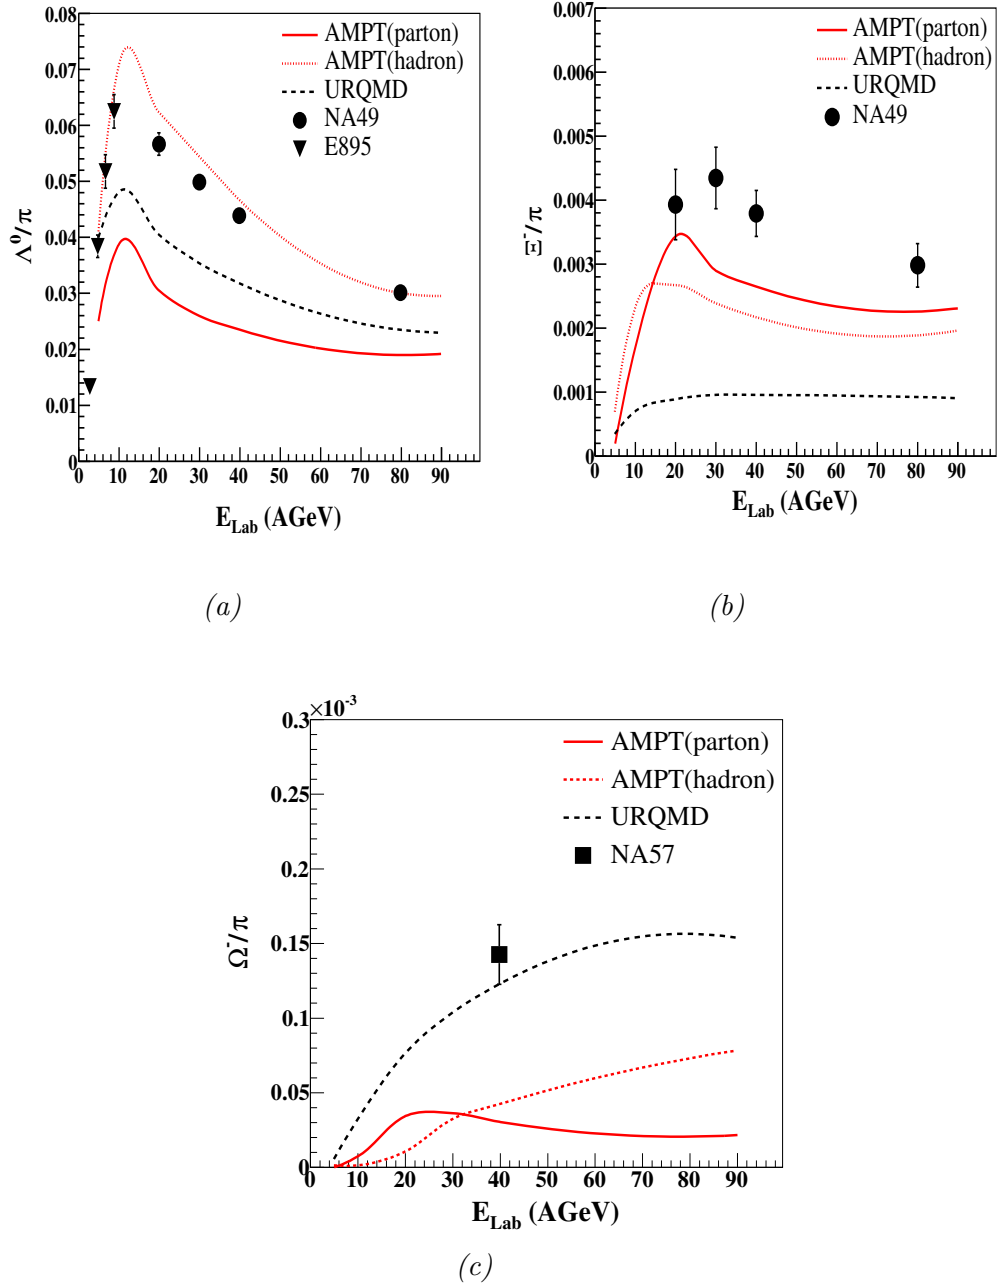 0.08
0.07
0.06
0.05
0.04
0.03
0.02
0.01
0
Λ⁰/π
AMPT(parton)
AMPT(hadron)
URQMD
NA49
E895
0 10 20 30 40 50 60 70 80 90
E_Lab (AGeV)
(a)
0.007
0.006
0.005
0.004
0.003
0.002
0.001
0
Ξ⁻/π
AMPT(parton)
AMPT(hadron)
URQMD
NA49
0 10 20 30 40 50 60 70 80 90
E_Lab (AGeV)
(b)
×10⁻³
0.3
0.25
0.2
0.15
0.1
0.05
0
Ω⁻/π
AMPT(parton)
AMPT(hadron)
URQMD
NA57
0 10 20 30 40 50 60 70 80 90
E_Lab (AGeV)
(c)